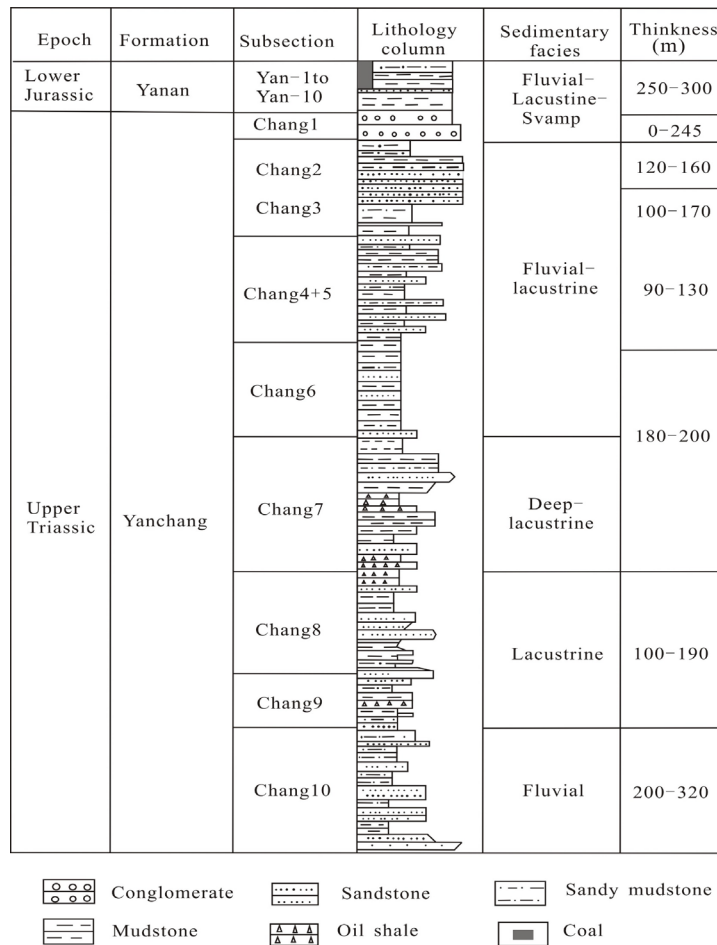 Epoch Formation Subsection Lithology column Sedimentary facies Thinkness (m)
Lower Jurassic Yanan Yan-1to Yan-10 Fluvial-Lacustine-Svamp 250-300
Chang1 0-245
Chang2 120-160
Chang3 100-170
Chang4+5 Fluvial-lacustrine 90-130
Chang6 180-200
Upper Triassic Yanchang Chang7 Deep-lacustrine
Chang8 Lacustrine 100-190
Chang9
Chang10 Fluvial 200-320
Conglomerate Sandstone Sandy mudstone
Mudstone Oil shale Coal